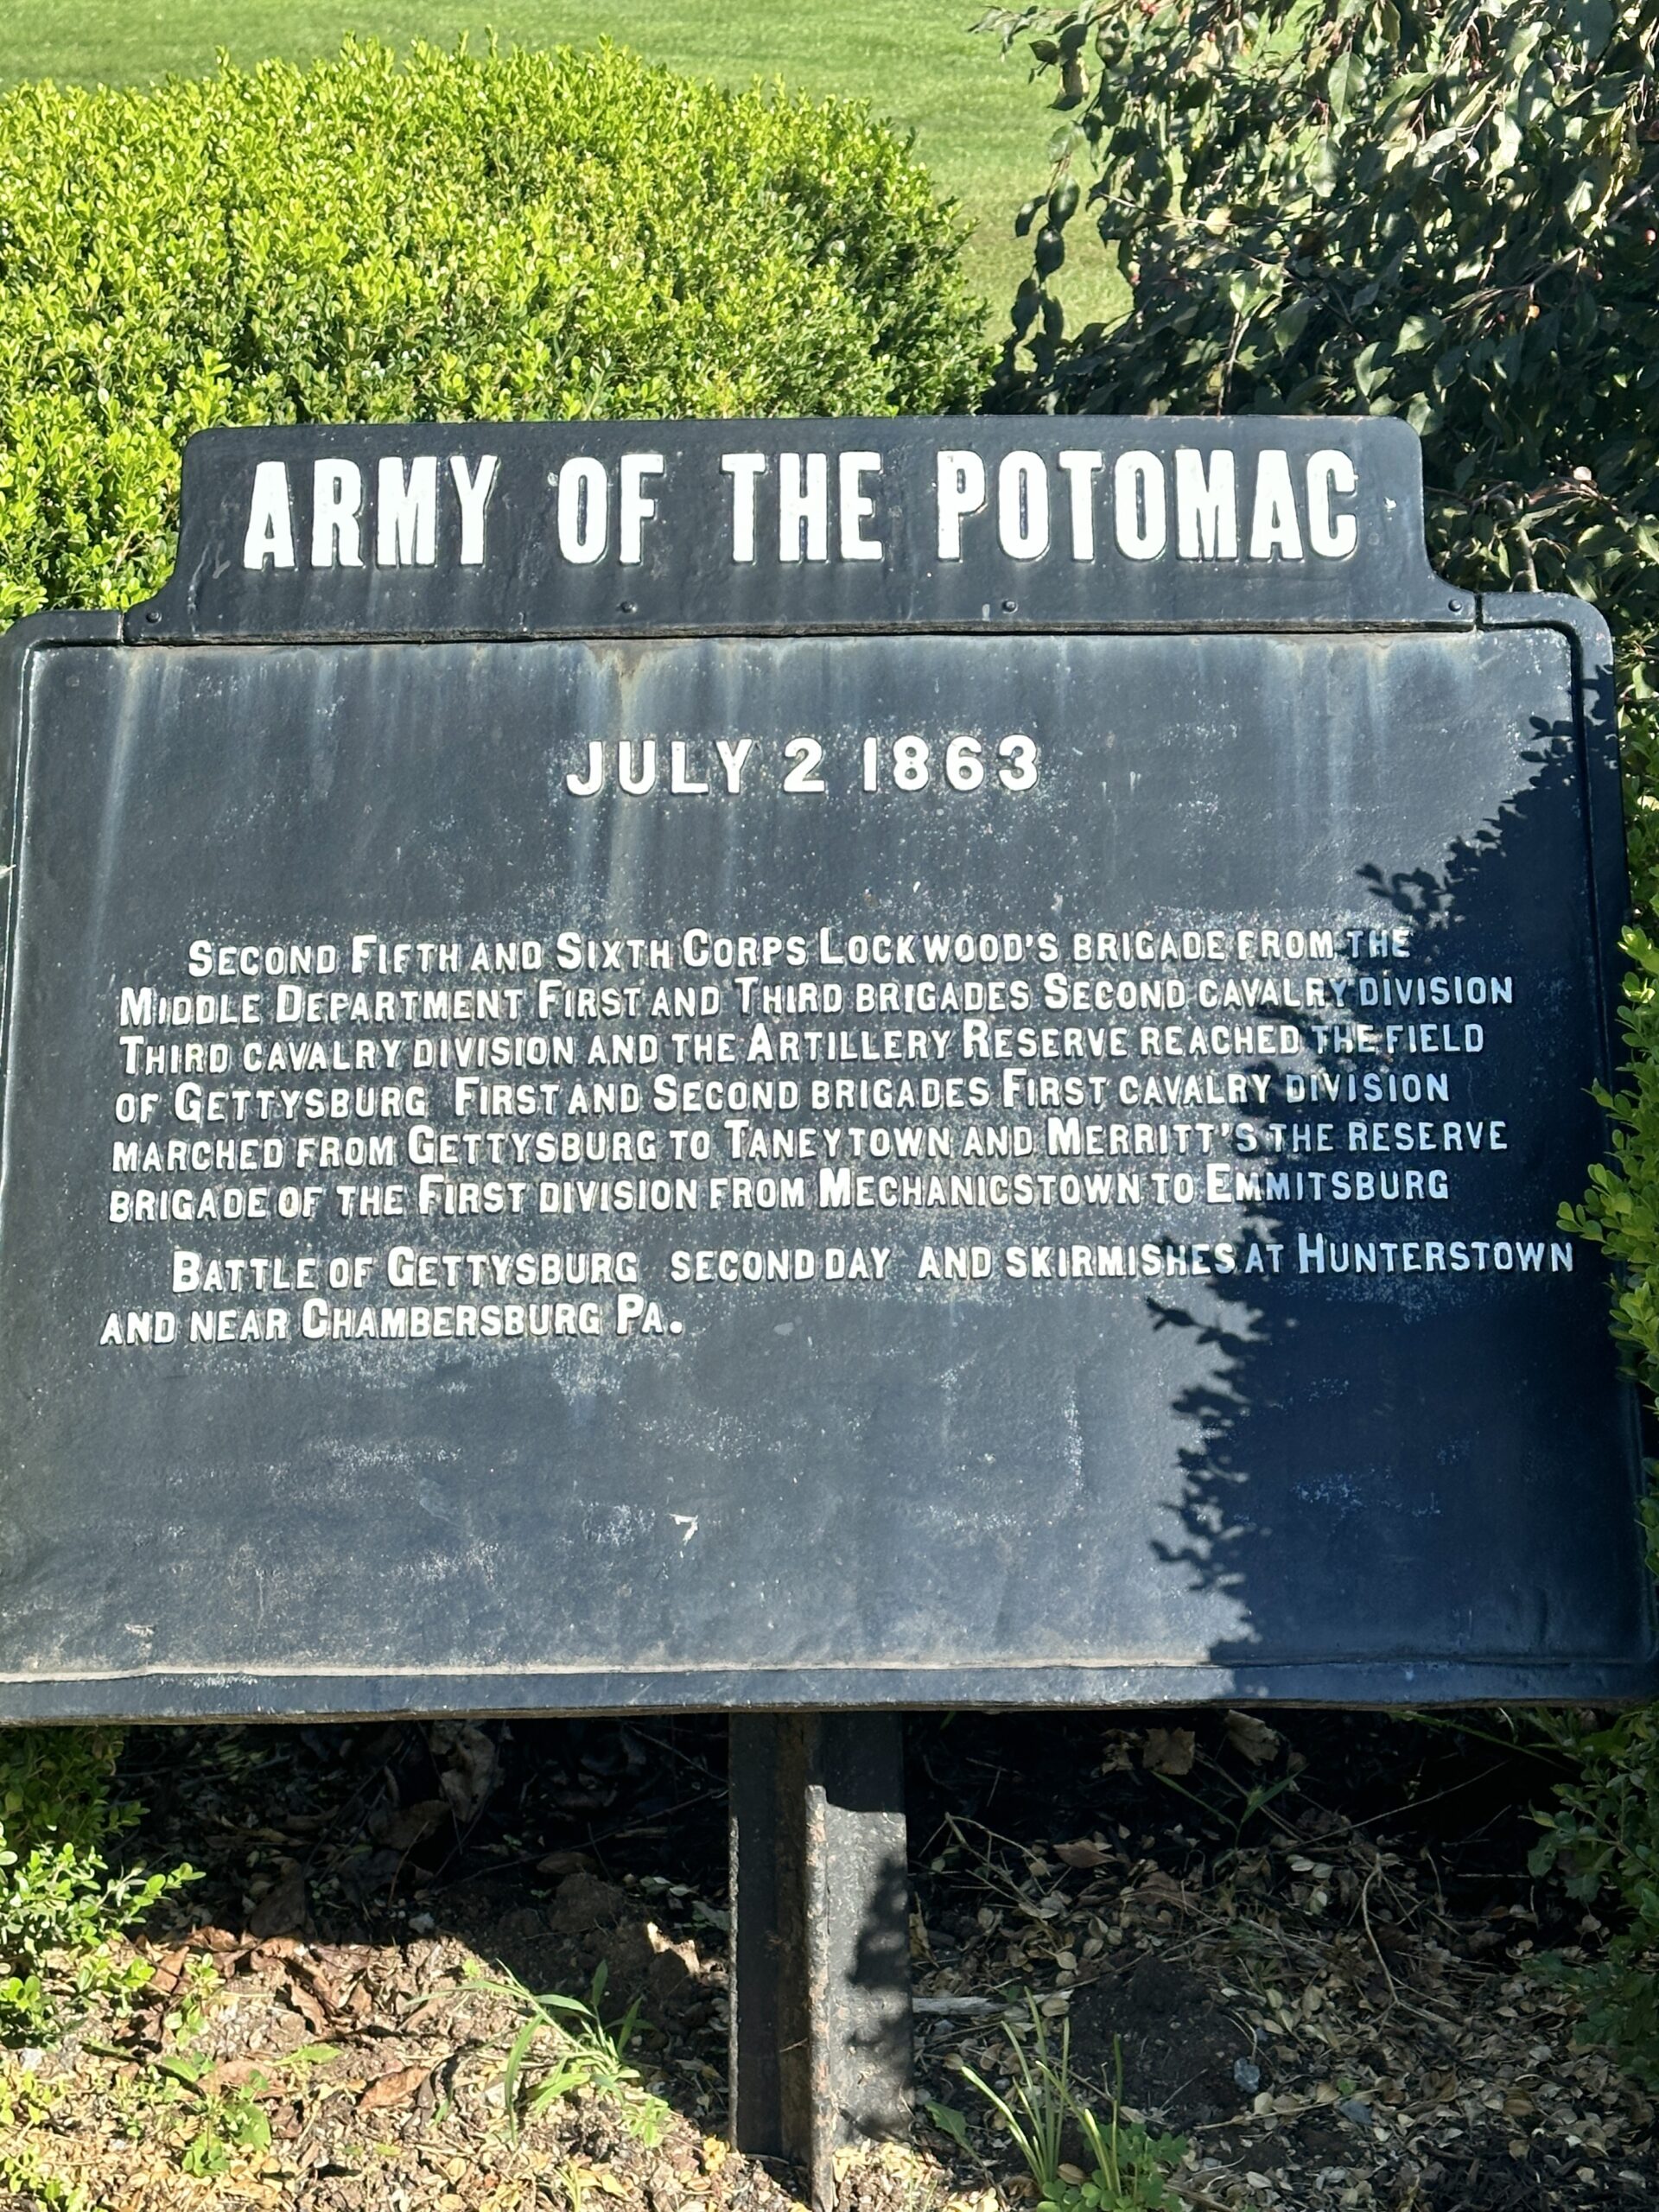 ARMY OF THE POTOMAC
JULY 2 1863
SECOND FIFTH AND SIXTH CORPS LOCKWOOD'S BRIGADE FROM THE
MIDDLE DEPARTMENT FIRST AND THIRD BRIGADES SECOND CAVALRY DIVISION
THIRD CAVALRY DIVISION AND THE ARTILLERY RESERVE REACHED THE FIELD
OF GETTYSBURG FIRST AND SECOND BRIGADES FIRST CAVALRY DIVISION
MARCHED FROM GETTYSBURG TO TANEYTOWN AND MERRITT'S THE RESERVE
BRIGADE OF THE FIRST DIVISION FROM MECHANICSTOWN TO EMMITSBURG
BATTLE OF GETTYSBURG SECOND DAY AND SKIRMISHES AT HUNTERSTOWN
AND NEAR CHAMBERSBURG PA.